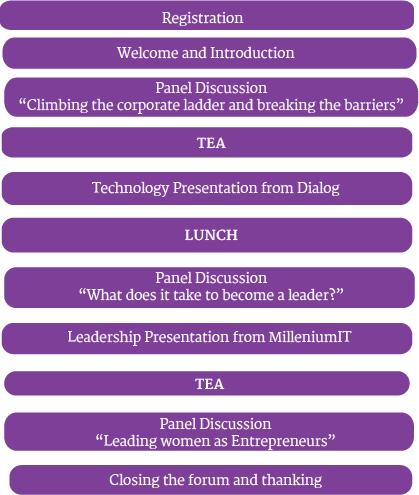 Registration
Welcome and Introduction
Panel Discussion
“Climbing the corporate ladder and breaking the barriers”
TEA
Technology Presentation from Dialog
LUNCH
Panel Discussion
“What does it take to become a leader?”
Leadership Presentation from MilleniumIT
TEA
Panel Discussion
“Leading women as Entrepreneurs”
Closing the forum and thanking